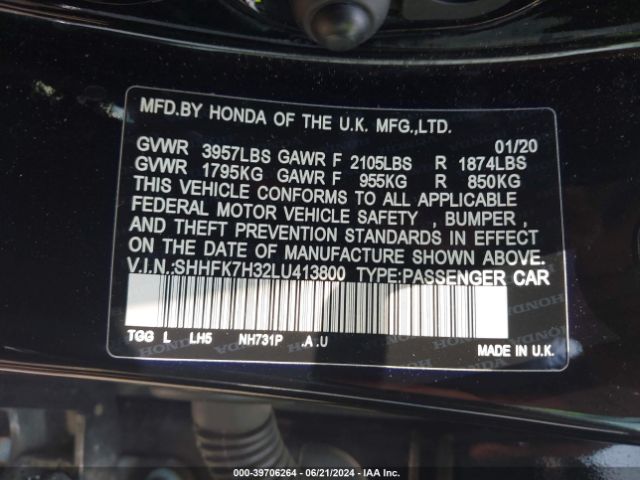 MFD.BY HONDA OF THE U.K. MFG.,LTD.
01/20
GVWR 3957LBS GAWR F 2105LBS R 1874LBS
GVWR 1795KG GAWR F 955KG R 850KG
THIS VEHICLE CONFORMS TO ALL APPLICABLE
FEDERAL MOTOR VEHICLE SAFETY , BUMPER ,
AND THEFT PREVENTION STANDARDS IN EFFECT
ON THE DATE OF MANUFACTURE SHOWN ABOVE.
V.I.N.:SHHFK7H32LU413800 TYPE:PASSENGER CAR
TGG L LH5 NH731P .A .U
MADE IN U.K.
000-39706264 - 06/21/2024 - IAA Inc.